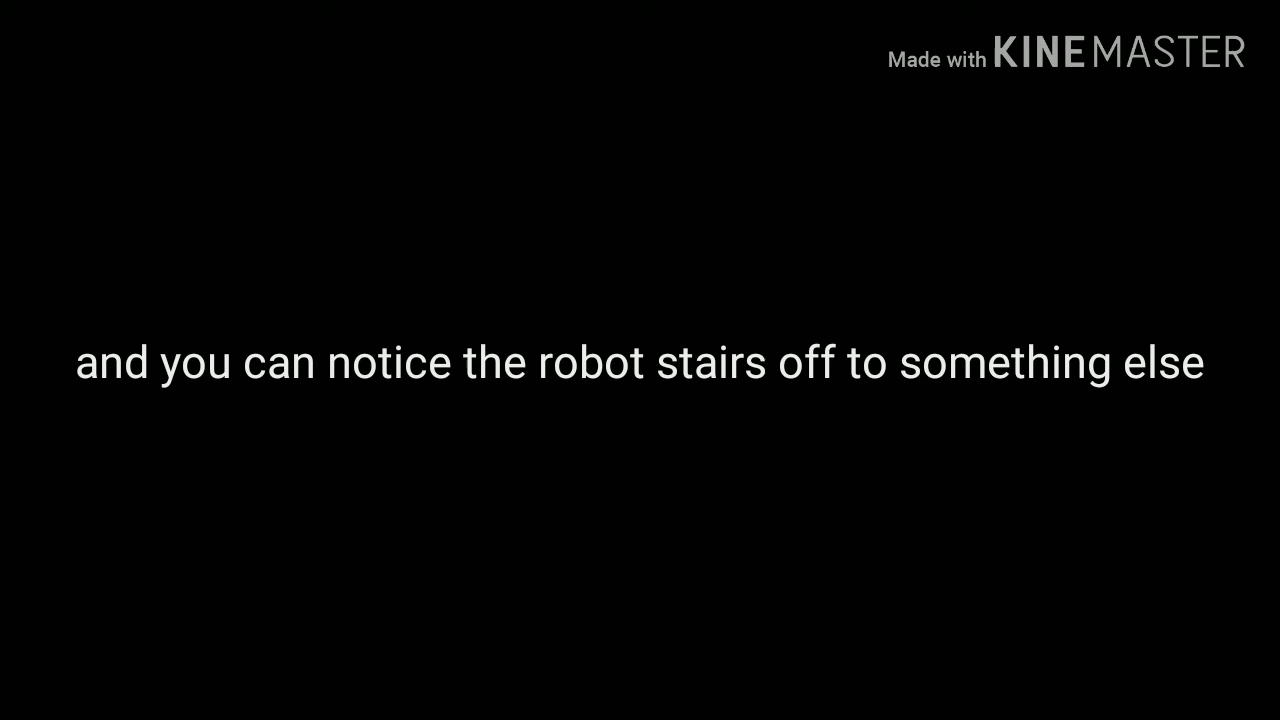 Made with KINEMASTER
and you can notice the robot stairs off to something else